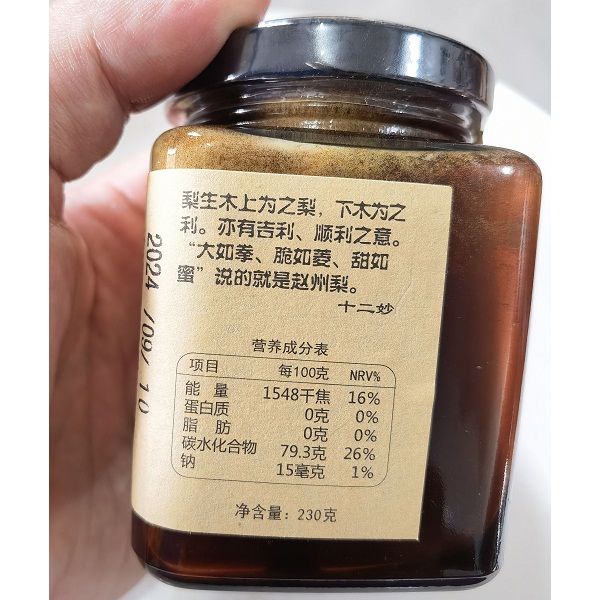 梨生木上为之梨，下木为之
利。亦有吉利、顺利之意。
“大如拳、脆如菱、甜如
蜜”说的就是赵州梨。
十二妙
营养成分表
项目 每100克 NRV%
能 量 1548千焦 16%
蛋白质 0克 0%
脂 肪 0克 0%
碳水化合物 79.3克 26%
钠 15毫克 1%
净含量：230克
2024 /09/ 10